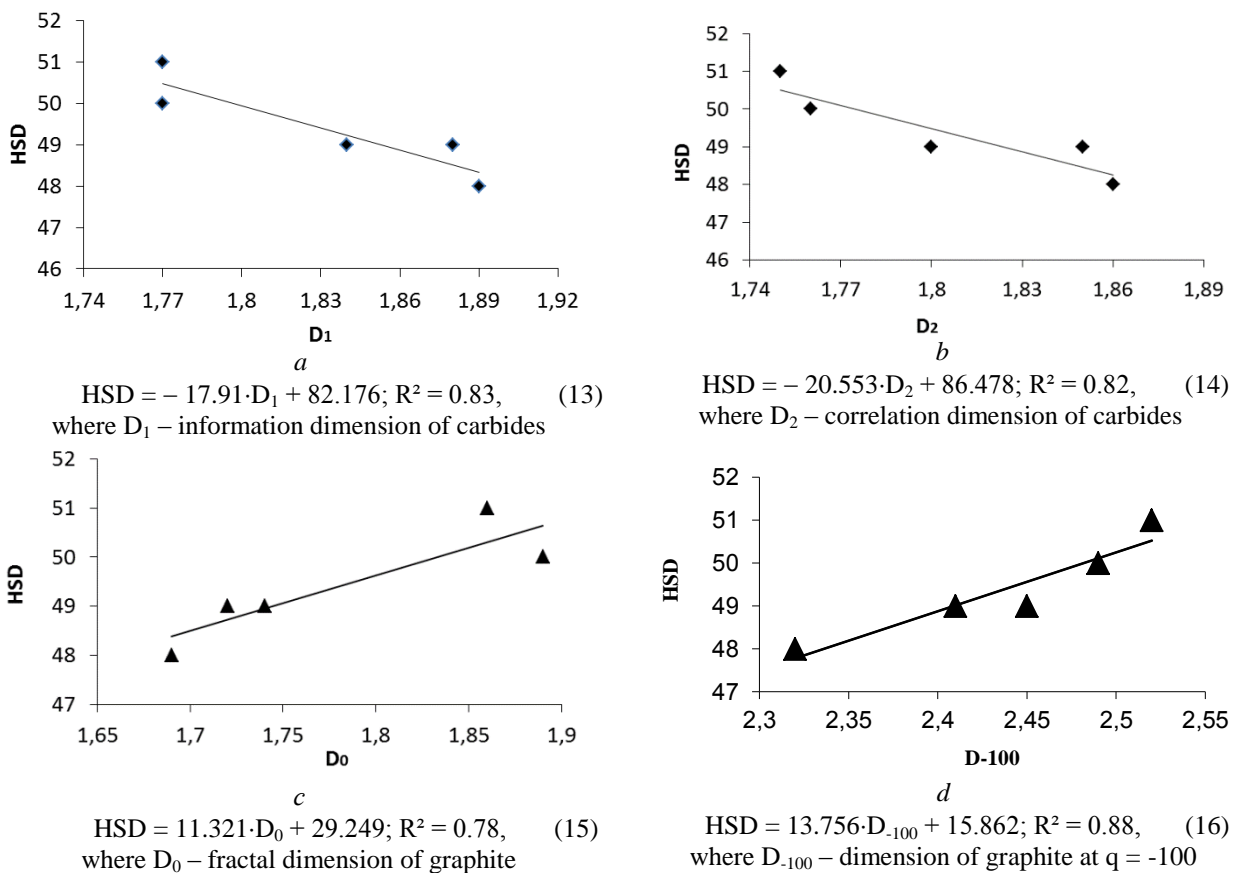 52
51
50
49
48
47
46
HSD
1,74 1,77 1,8 1,83 1,86 1,89 1,92
D₁
a
HSD = – 17.91·D₁ + 82.176; R² = 0.83, (13)
where D₁ – information dimension of carbides
52
51
50
49
48
47
46
HSD
1,74 1,77 1,8 1,83 1,86 1,89
D₂
b
HSD = – 20.553·D₂ + 86.478; R² = 0.82, (14)
where D₂ – correlation dimension of carbides
52
51
50
49
48
47
HSD
1,65 1,7 1,75 1,8 1,85 1,9
D₀
c
HSD = 11.321·D₀ + 29.249; R² = 0.78, (15)
where D₀ – fractal dimension of graphite
52
51
50
49
48
47
HSD
2,3 2,35 2,4 2,45 2,5 2,55
D-100
d
HSD = 13.756·D₋₁₀₀ + 15.862; R² = 0.88, (16)
where D₋₁₀₀ – dimension of graphite at q = -100